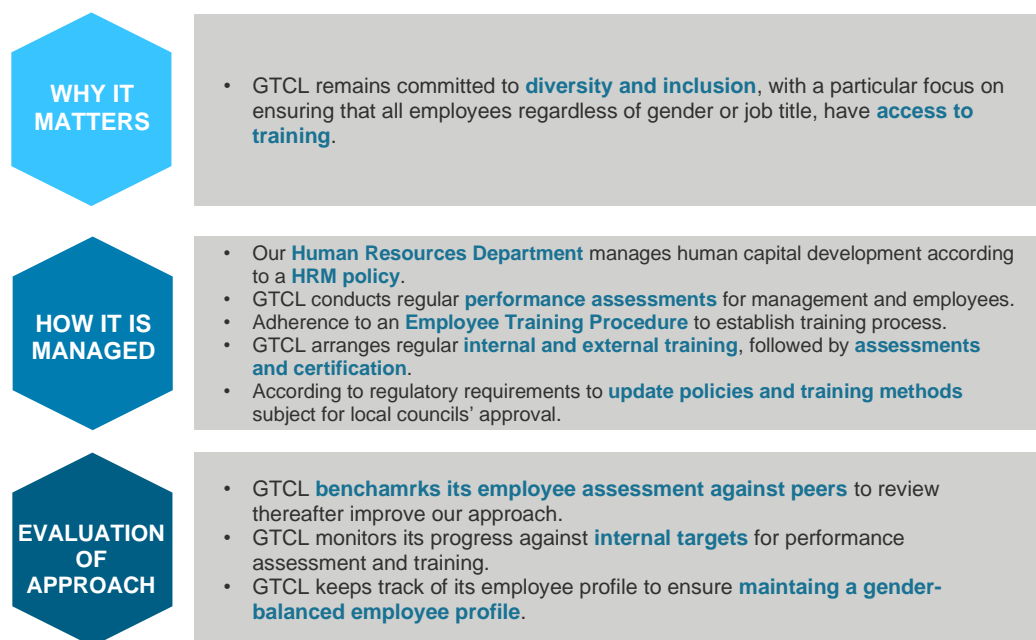 WHY IT
MATTERS
• GTCL remains committed to diversity and inclusion, with a particular focus on
ensuring that all employees regardless of gender or job title, have access to
training.
HOW IT IS
MANAGED
• Our Human Resources Department manages human capital development according
to a HRM policy.
• GTCL conducts regular performance assessments for management and employees.
• Adherence to an Employee Training Procedure to establish training process.
• GTCL arranges regular internal and external training, followed by assessments
and certification.
• According to regulatory requirements to update policies and training methods
subject for local councils’ approval.
EVALUATION
OF
APPROACH
• GTCL benchamrks its employee assessment against peers to review
thereafter improve our approach.
• GTCL monitors its progress against internal targets for performance
assessment and training.
• GTCL keeps track of its employee profile to ensure maintaing a gender-
balanced employee profile.